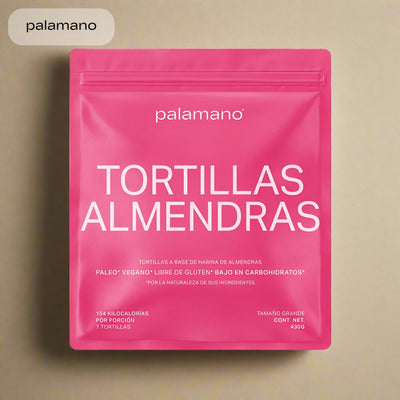 palamano
palamano®
TORTILLAS
ALMENDRAS
TORTILLAS A BASE DE HARINA DE ALMENDRAS
PALEO* VEGANO* LIBRE DE GLUTEN* BAJO EN CARBOHIDRATOS*
*POR LA NATURALEZA DE SUS INGREDIENTES.
154 KILOCALORÍAS
POR PORCIÓN
7 TORTILLAS
TAMAÑO GRANDE
CONT. NET.
430G